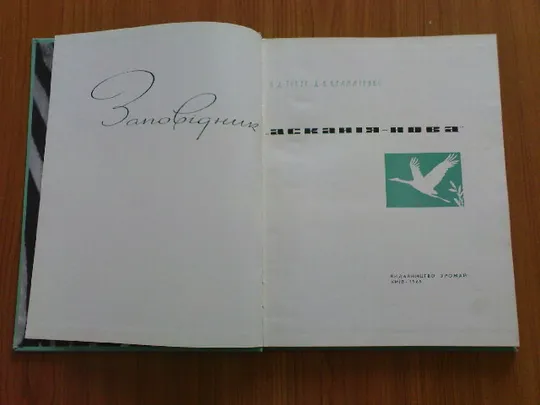 Заповідник
"АСКАНІЯ-НОВА"
ВИДАВНИЦТВО УРОЖАЙ
КИЇВ-